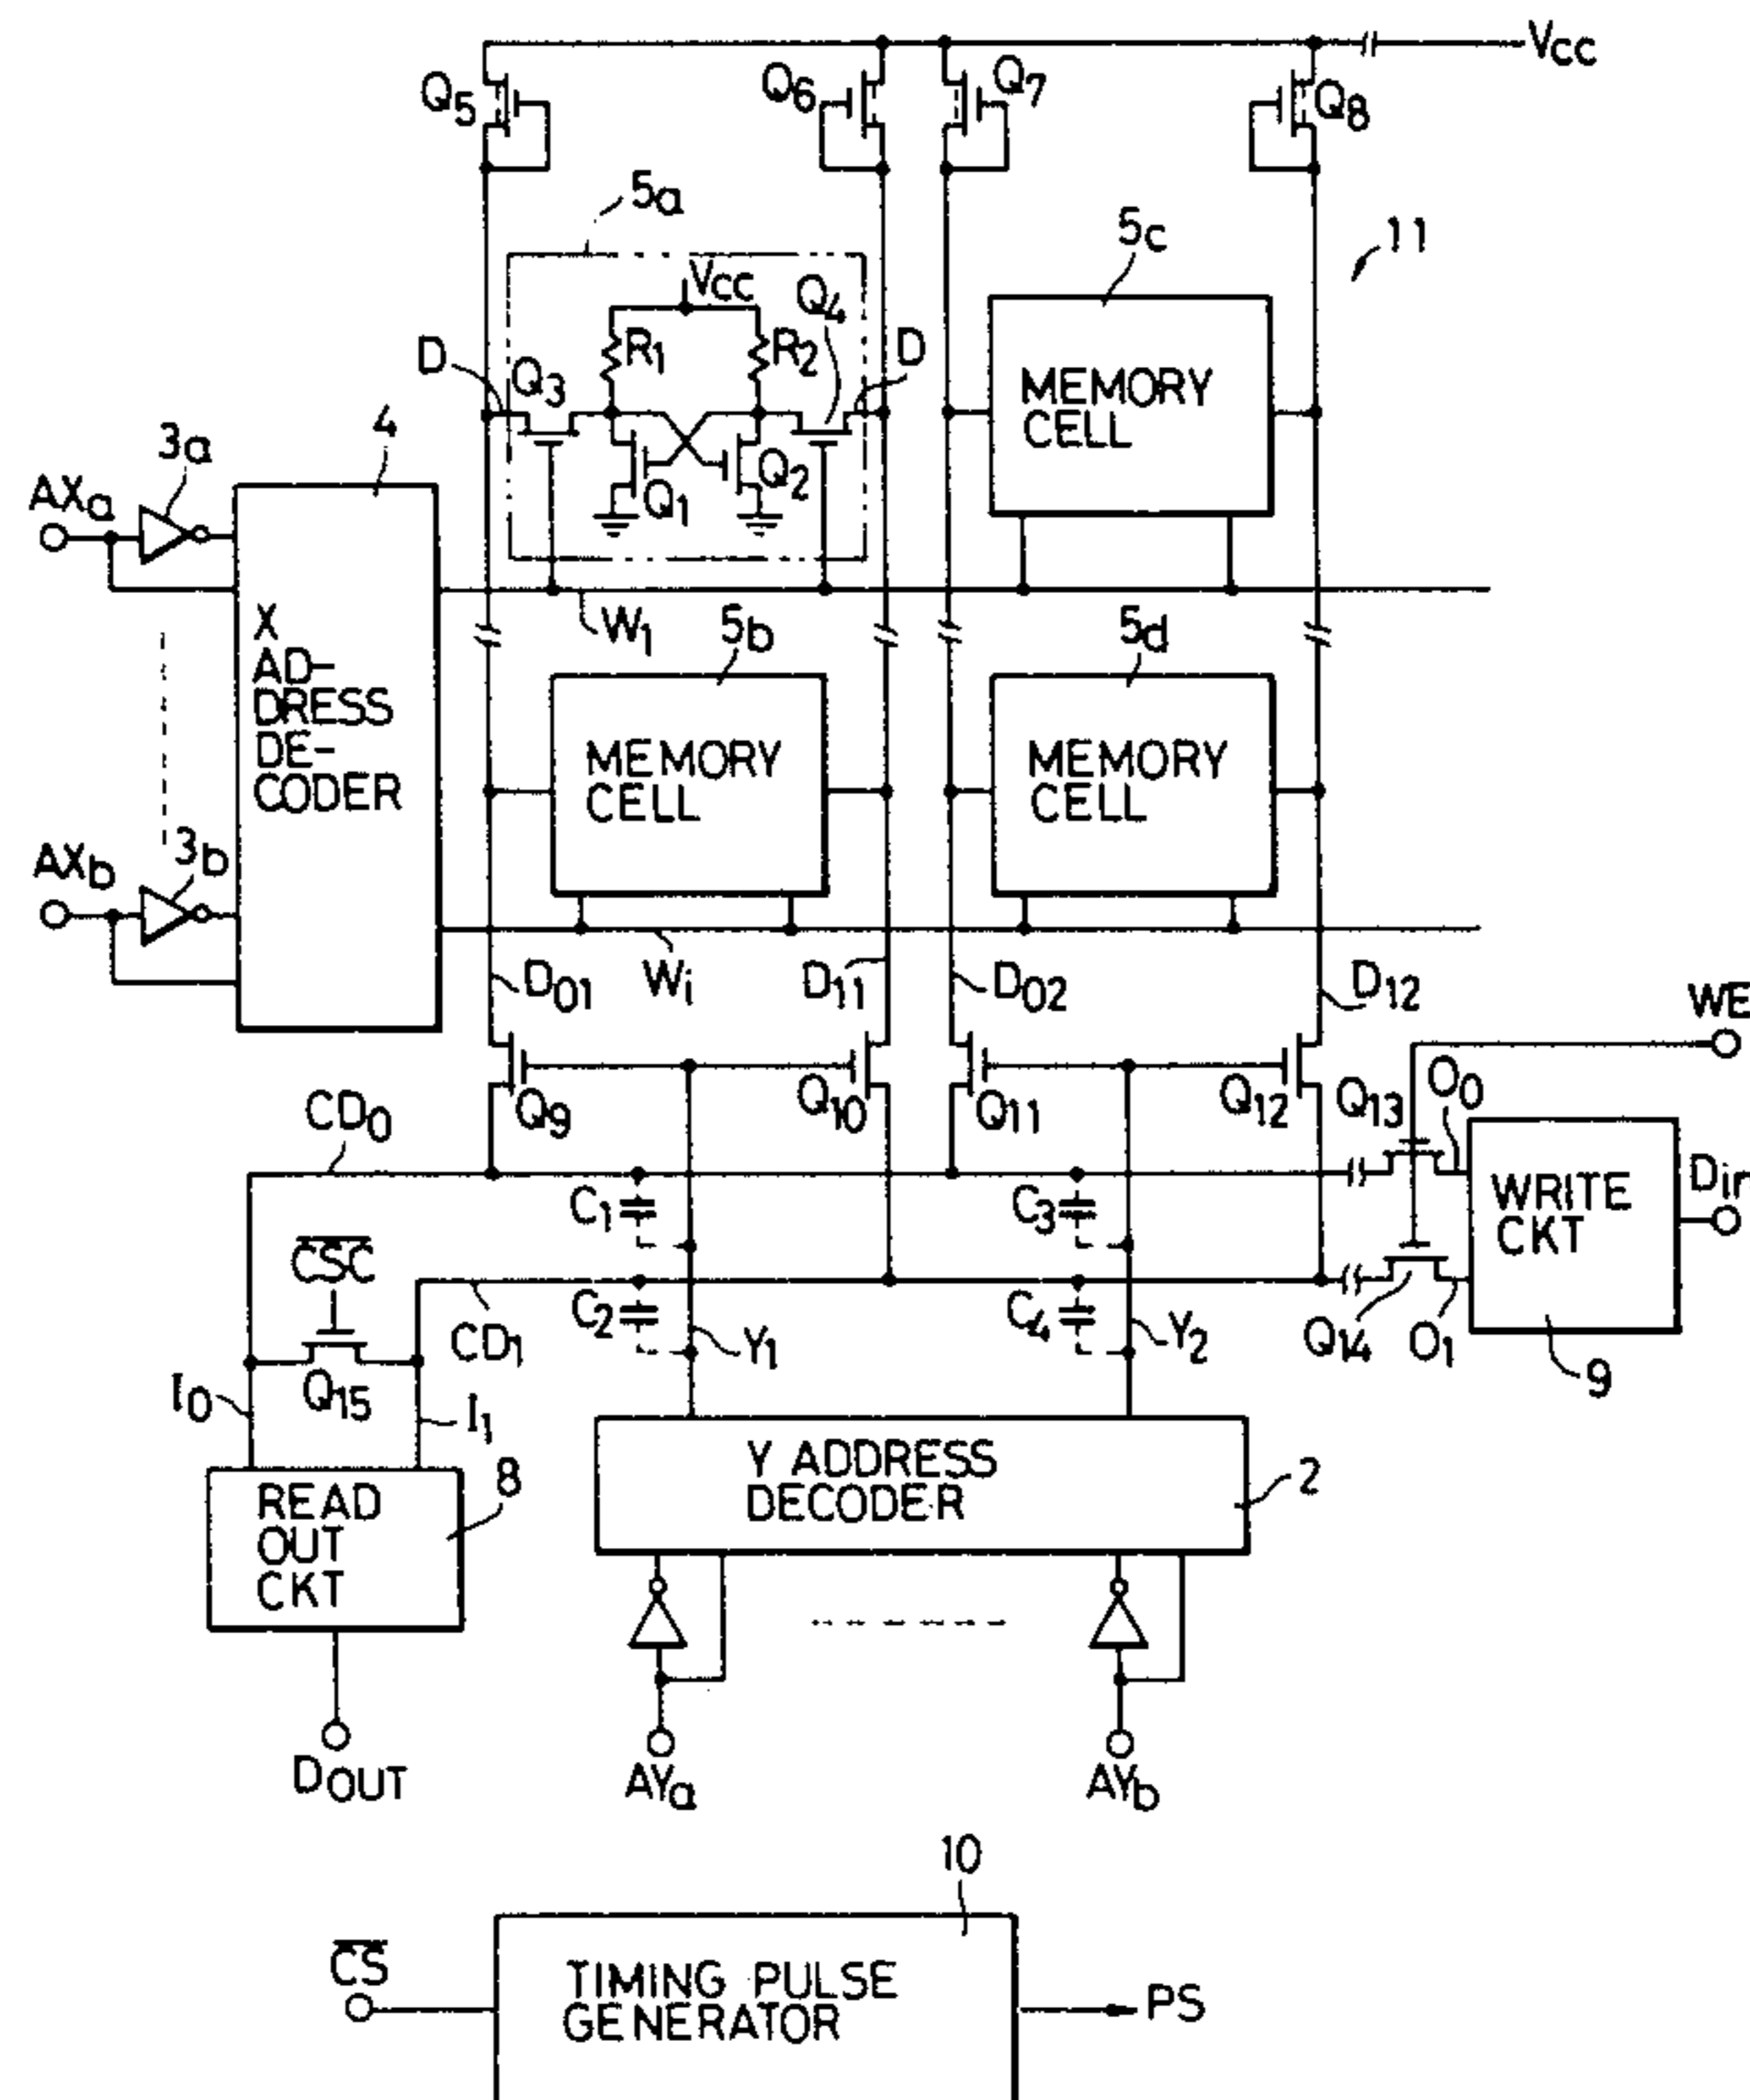 VCC
Q5
Q6
Q7
Q8
5a
5c
11
VCC
Q4
D
Q3
R1
R2
D
MEMORY
CELL
4
3a
AXa
Q1
Q2
W1
X
AD-
DRESS
DE-
CODER
5b
5d
MEMORY
CELL
MEMORY
CELL
AXb
3b
Wi
D01
D11
D02
D12
WE
CD0
Q9
Q10
Q11
Q12
Q13
O0
Din
WRITE
CKT
C1
C3
CSC
C2
C4
CD1
Y1
Y2
Q14
O1
9
I0
Q15
I1
Y ADDRESS
DECODER
2
8
READ
OUT
CKT
DOUT
AYa
AYb
10
CS
TIMING PULSE
GENERATOR
PS